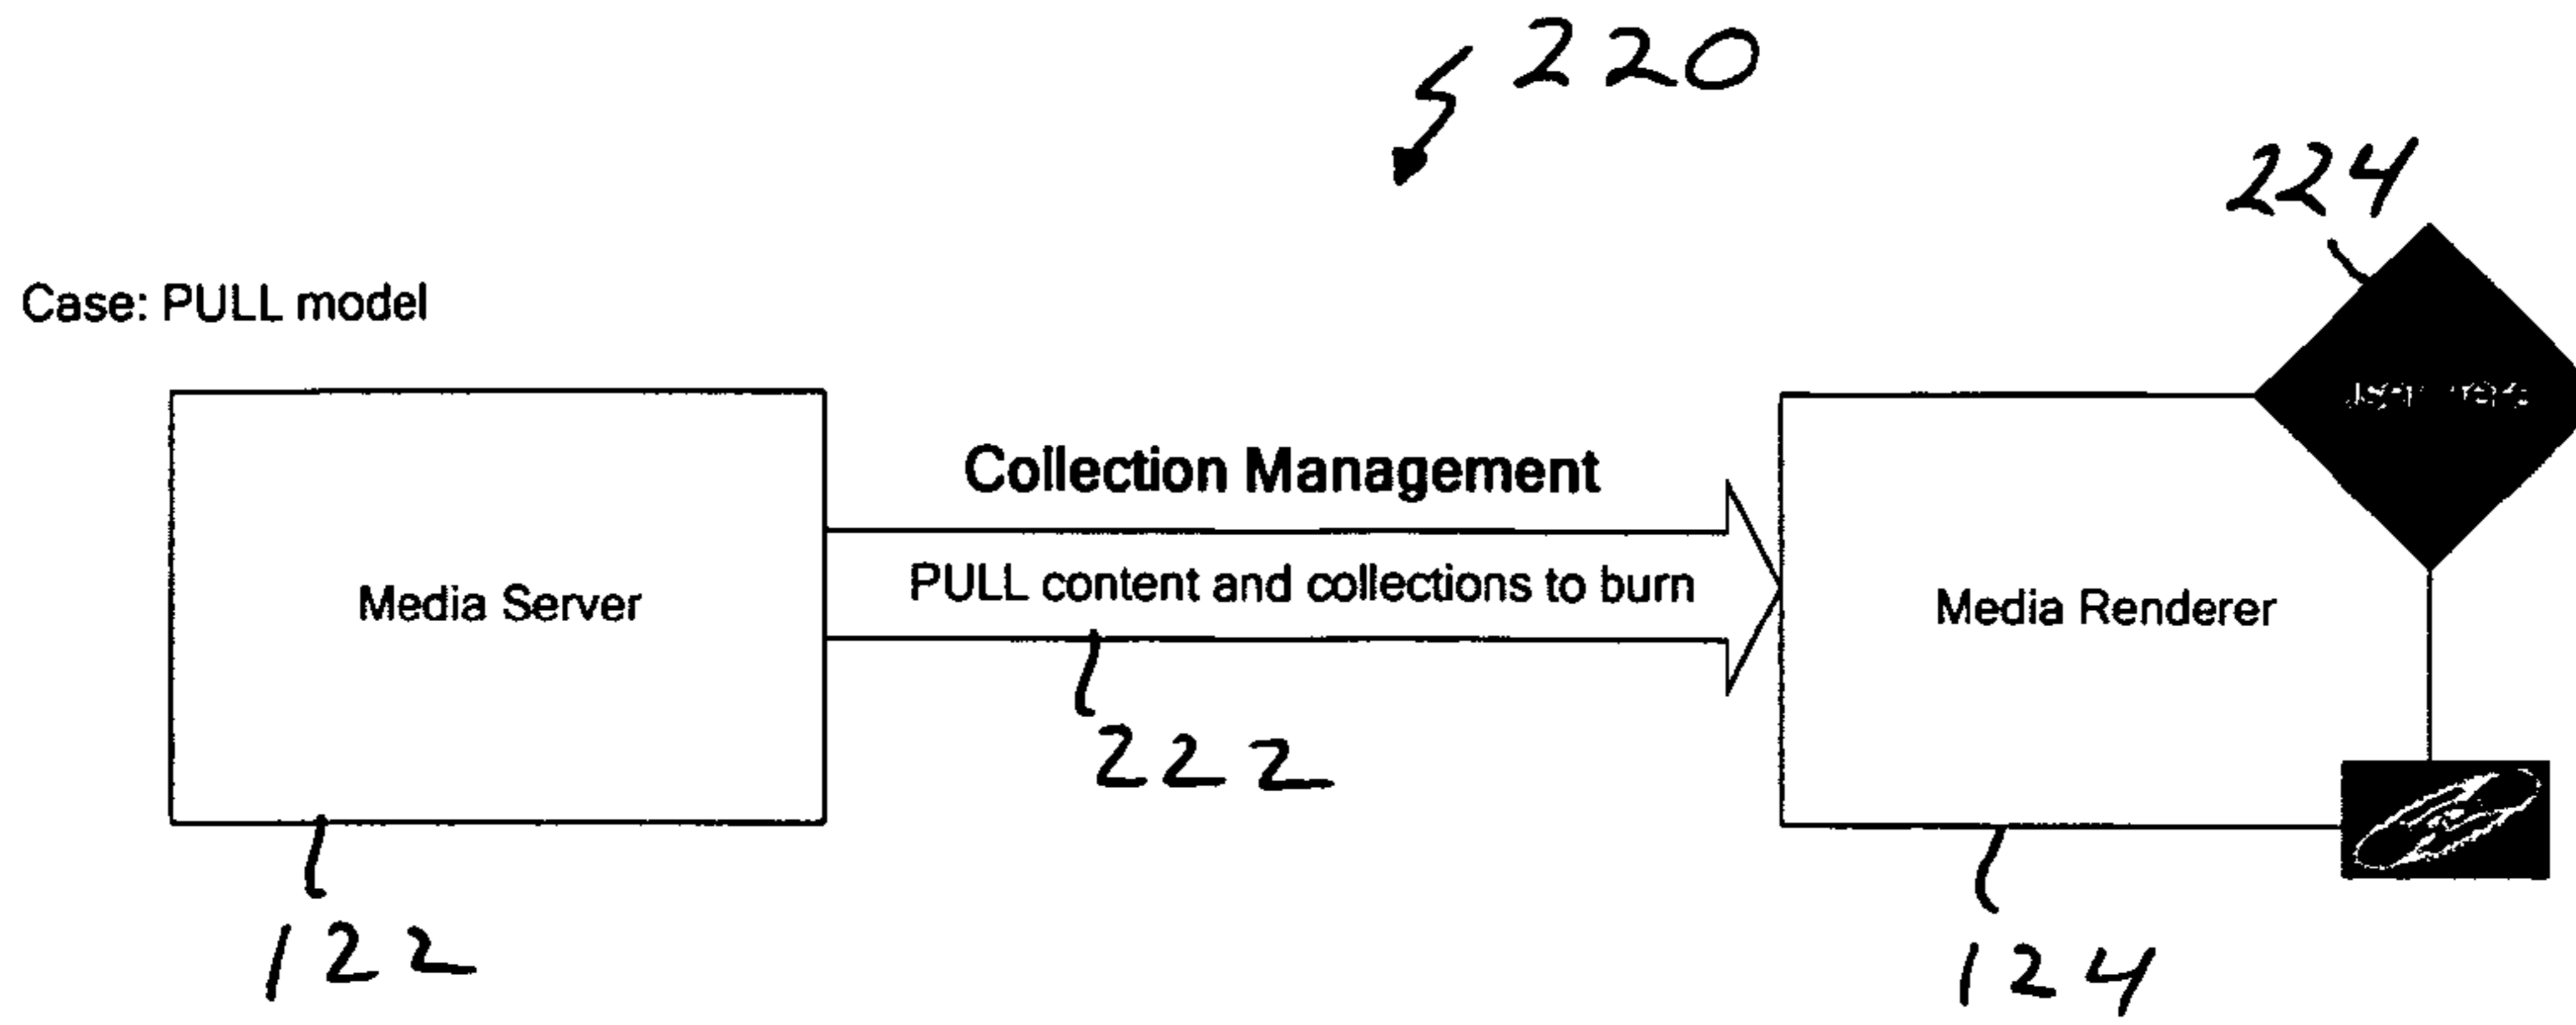 220
224
Case: PULL model
Collection Management
Media Server
PULL content and collections to burn
Media Renderer
222
122
124